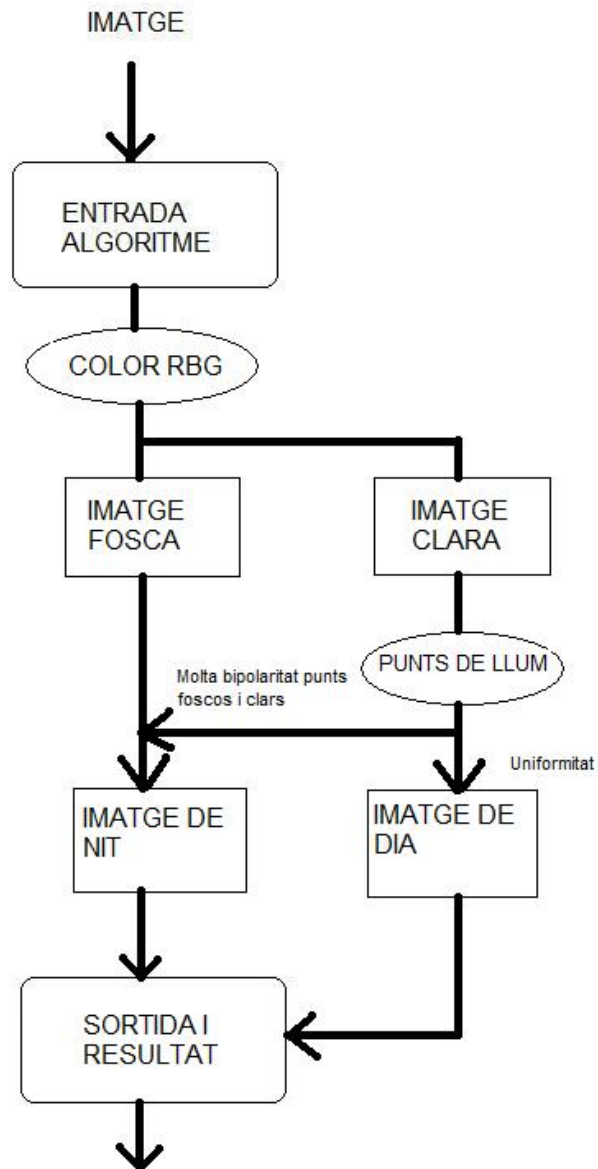 IMATGE
ENTRADA
ALGORITME
COLOR RBG
IMATGE
FOSCA
IMATGE
CLARA
PUNTS DE LLUM
Molta bipolaritat punts
foscos i clars
Uniformitat
IMATGE DE
NIT
IMATGE DE
DIA
SORTIDA I
RESULTAT